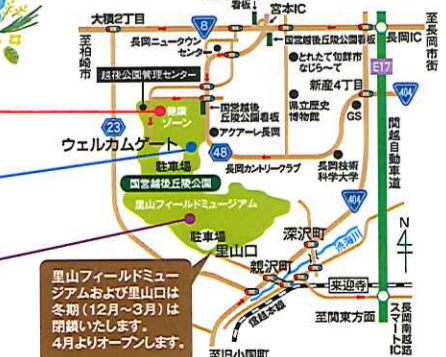 看板
宮本IC
大積2丁目
8
至長岡市街
長岡IC
至柏崎市
長岡ニュータウン
センター
国営越後丘陵公園看板
とれたて旬鮮市
なじら〜て
E17
越後公園管理センター
新産4丁目
404
健康
ゾーン
国営越後
丘陵公園看板
県立歴史
博物館
GS
23
アクアーレ長岡
ウェルカムゲート
48
関越自動車道
駐車場
長岡カントリークラブ
長岡技術
科学大学
国営越後丘陵公園
404
里山フィールドミュージアム
N
駐車場
深沢町
渋海川
里山口
親沢町
来迎寺
里山フィールドミュー
ジアムおよび里山口は
冬期(12月〜3月)は
閉鎖いたします。
4月よりオープンします。
信越本線
至関東方面
長岡南越路
スマートIC
至旧小国町